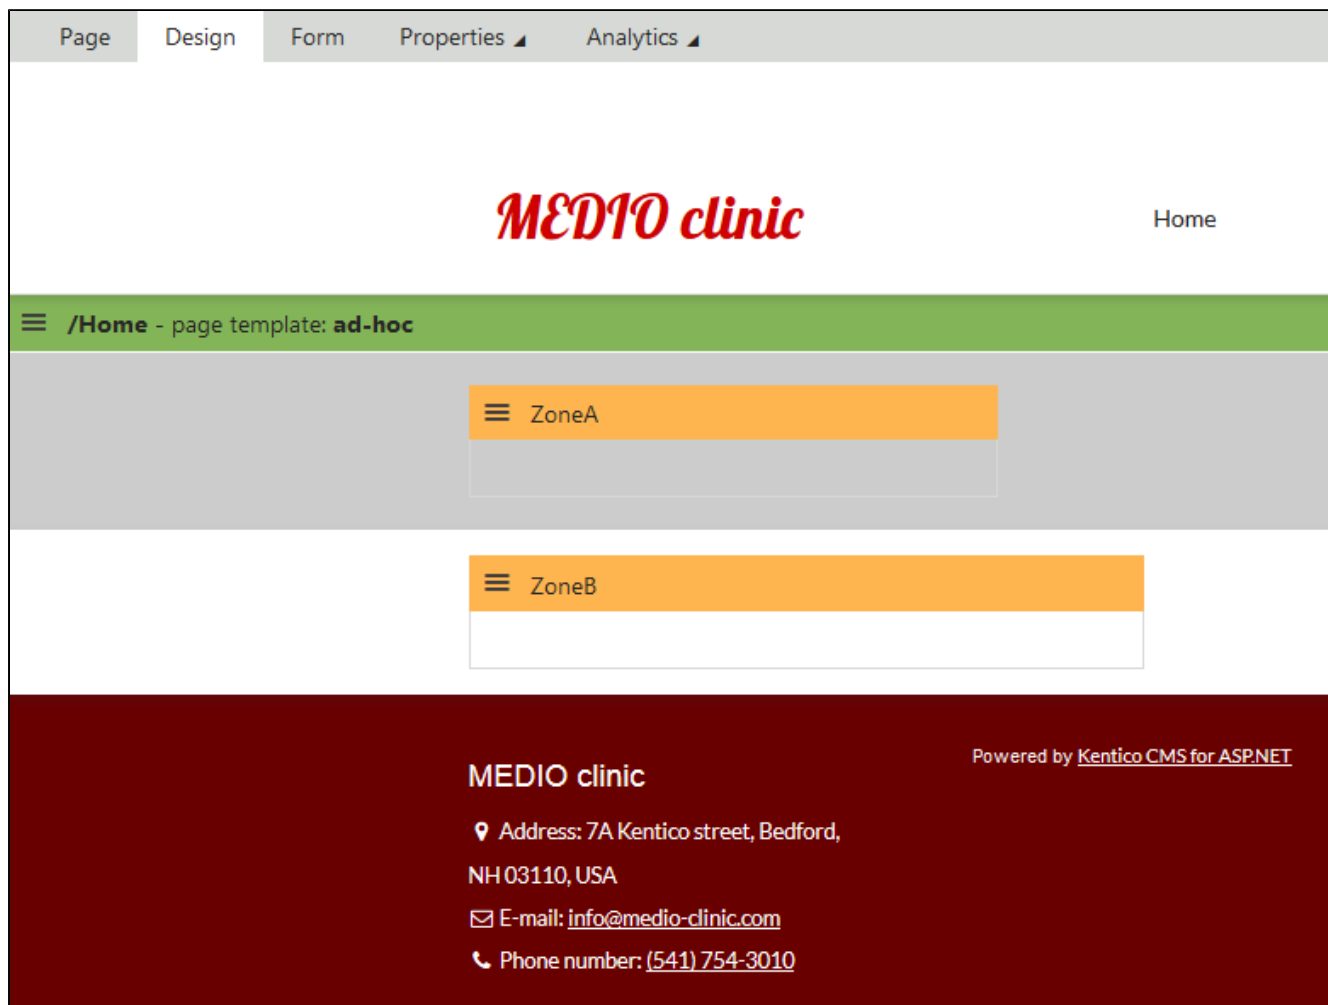 Page Design Form Properties Analytics
MEDIO clinic
Home
/Home - page template: ad-hoc
ZoneA
ZoneB
MEDIO clinic
Address: 7A Kentico street, Bedford,
NH 03110, USA
E-mail: info@medio-clinic.com
Phone number: (541) 754-3010
Powered by Kentico CMS for ASP.NET